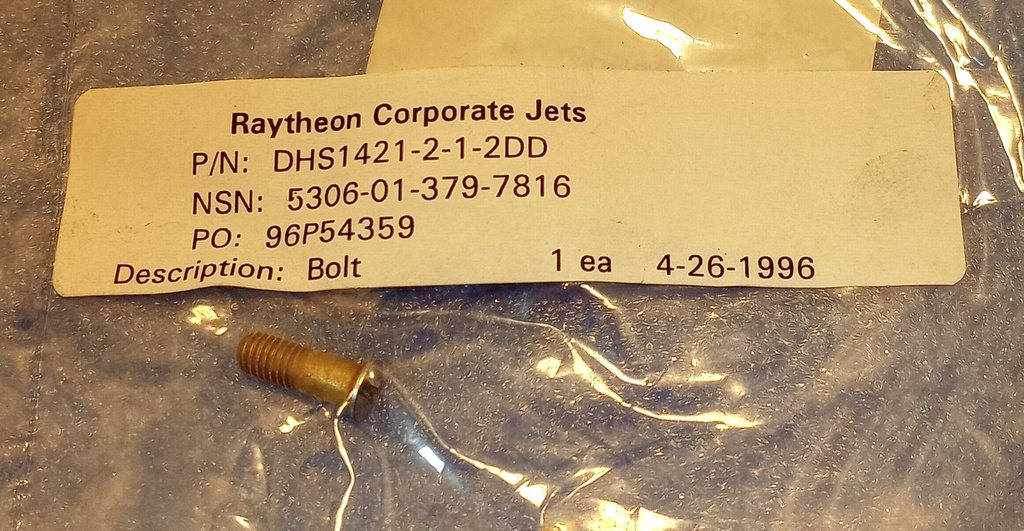 Raytheon Corporate Jets
P/N: DHS1421-2-1-2DD
NSN: 5306-01-379-7816
PO: 96P54359
Description: Bolt 1 ea 4-26-1996